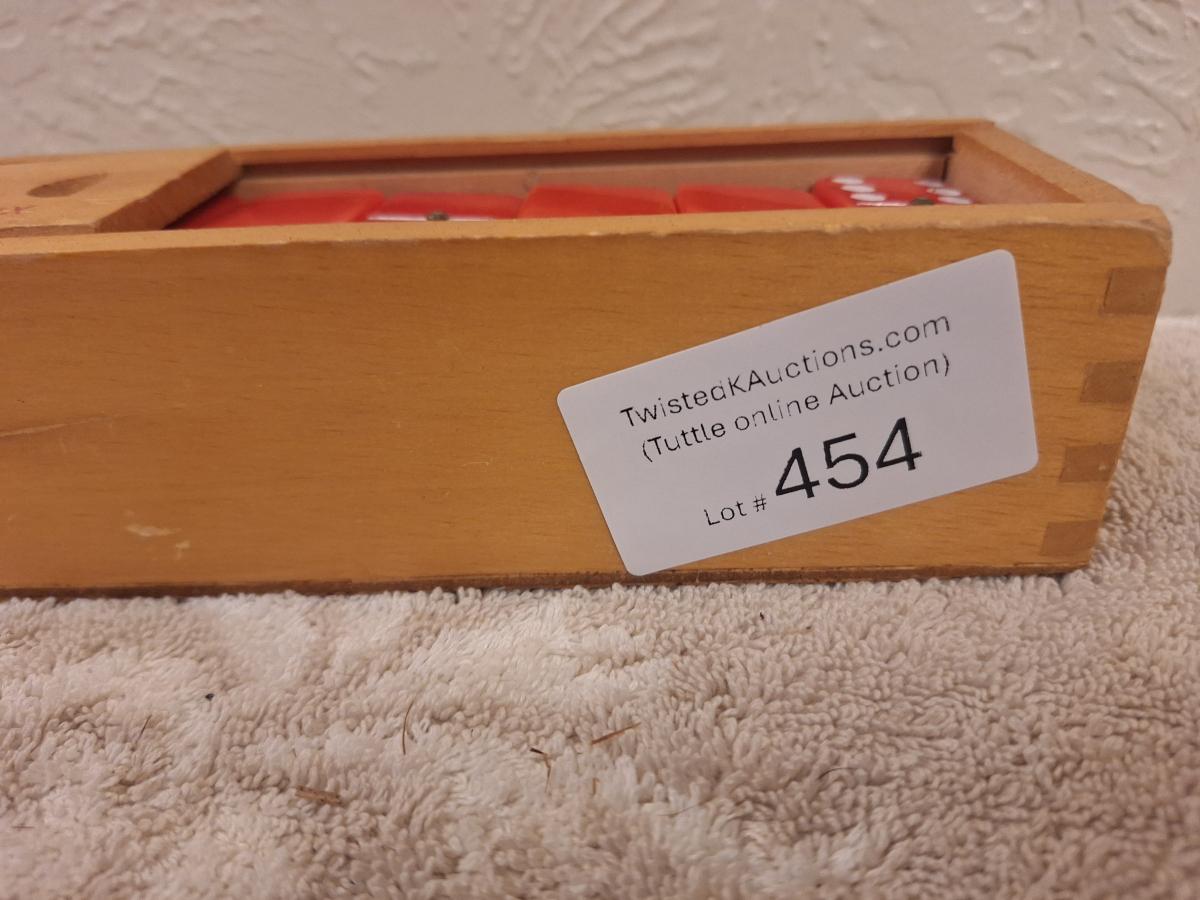 TwistedKAuctions.com
(Tuttle online Auction)
Lot # 454